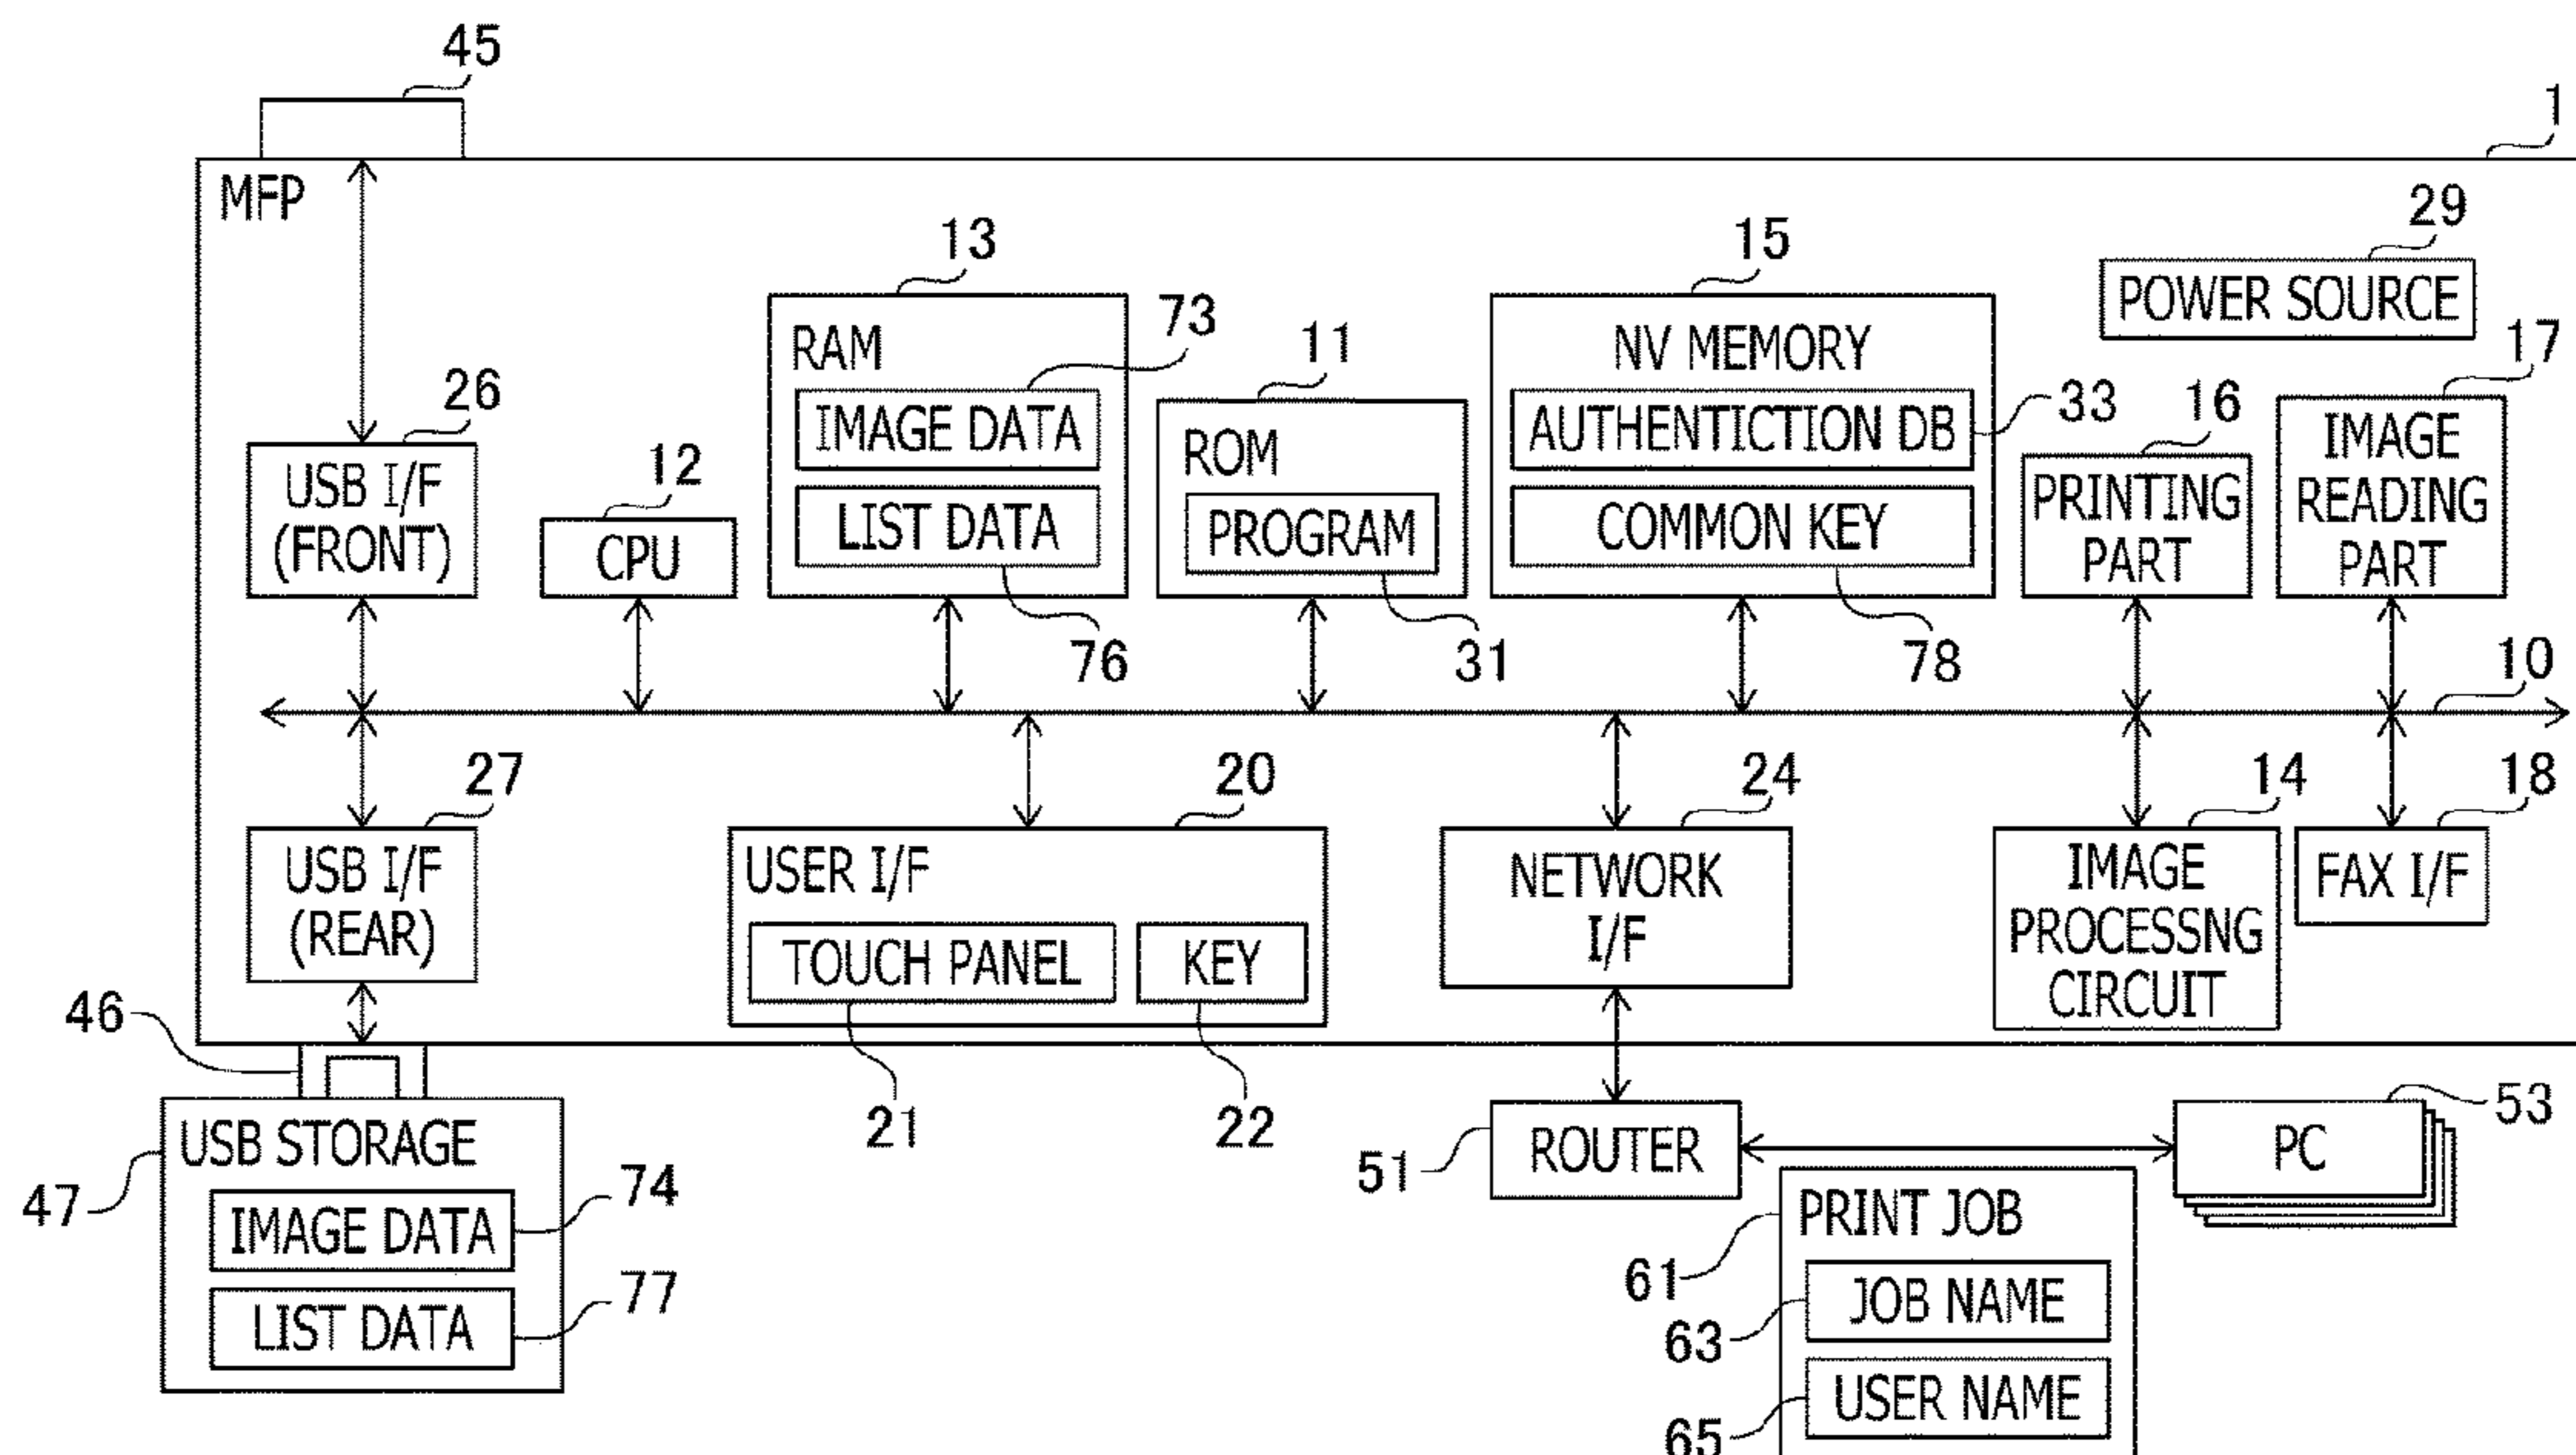 45
1
MFP
13
15
29
POWER SOURCE
73
RAM
11
NV MEMORY
17
26
IMAGE DATA
AUTHENTICTION DB
33
16
IMAGE
READING
PART
12
ROM
USB I/F
(FRONT)
CPU
LIST DATA
PROGRAM
COMMON KEY
PRINTING
PART
76
31
78
10
27
20
24
14
18
USB I/F
(REAR)
USER I/F
TOUCH PANEL
KEY
NETWORK
I/F
IMAGE
PROCESSNG
CIRCUIT
FAX I/F
46
21
22
53
USB STORAGE
51
ROUTER
PC
47
74
IMAGE DATA
PRINT JOB
61
77
LIST DATA
JOB NAME
63
USER NAME
65